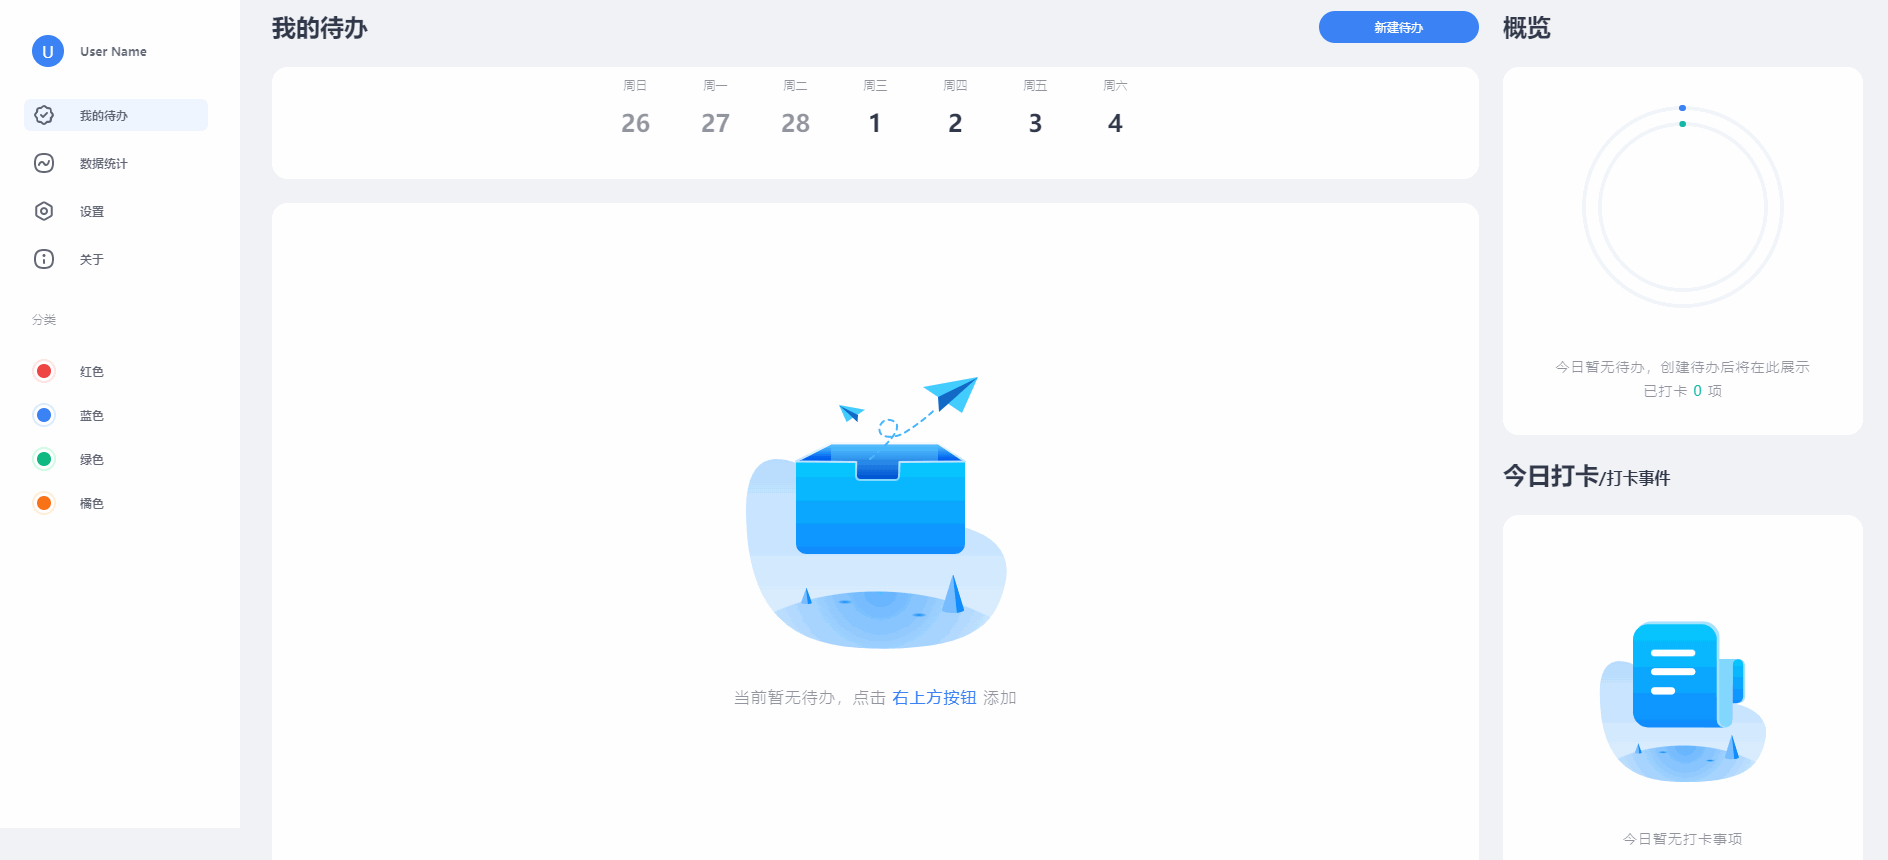 U
User Name
我的待办
数据统计
设置
关于
分类
红色
蓝色
绿色
橘色
我的待办
新建待办
周日 周一 周二 周三 周四 周五 周六
26 27 28 1 2 3 4
当前暂无待办，点击 右上方按钮 添加
概览
今日暂无待办，创建待办后将在此展示
已打卡 0 项
今日打卡/打卡事件
今日暂无打卡事项